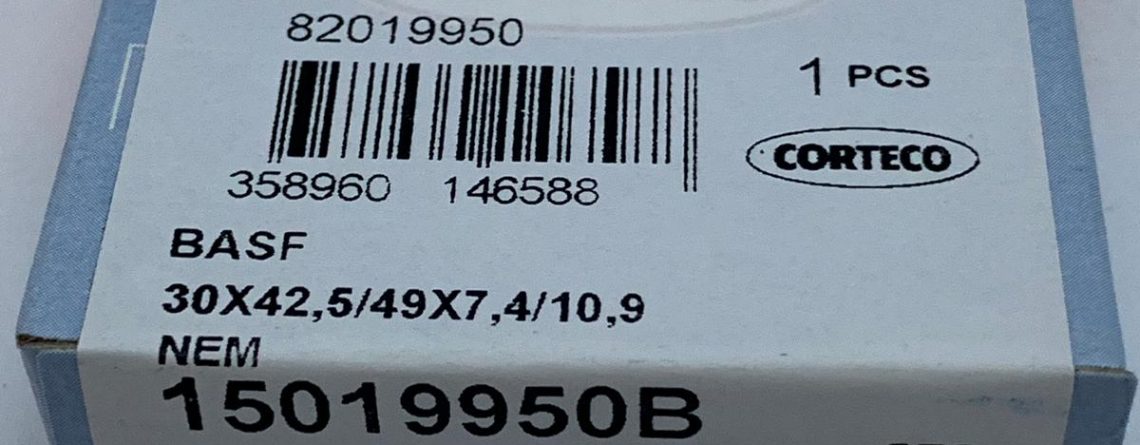 82019950
1 PCS
CORTECO
358960 146588
BASF
30X42,5/49X7,4/10,9
NEM
15019950B